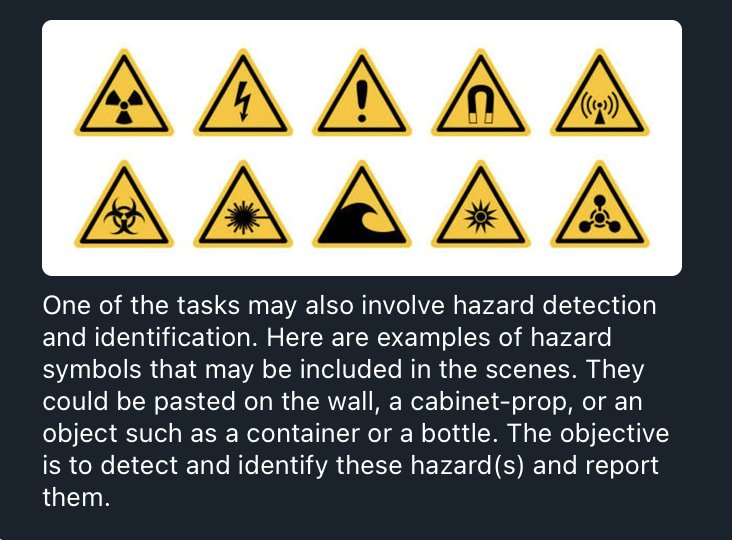 One of the tasks may also involve hazard detection
and identification. Here are examples of hazard
symbols that may be included in the scenes. They
could be pasted on the wall, a cabinet-prop, or an
object such as a container or a bottle. The objective
is to detect and identify these hazard(s) and report
them.